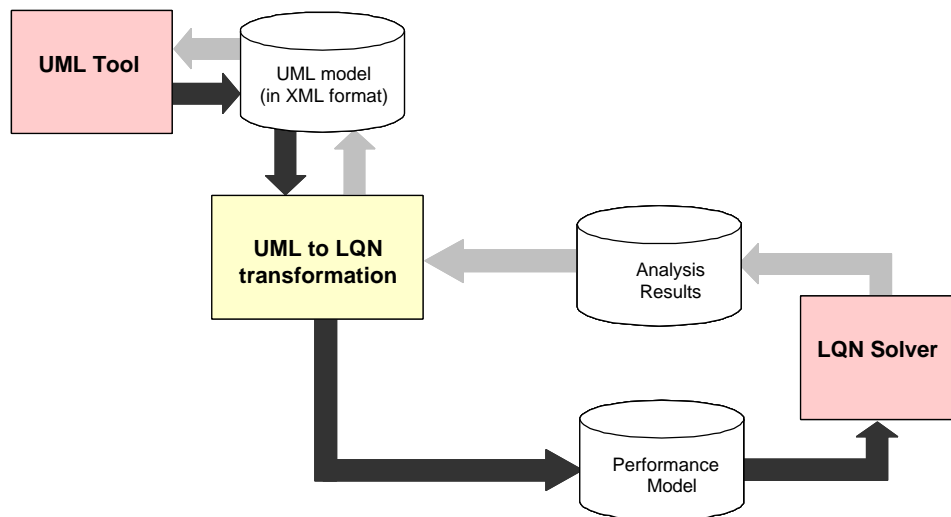 UML Tool
UML model
(in XML format)
UML to LQN
transformation
Analysis
Results
LQN Solver
Performance
Model